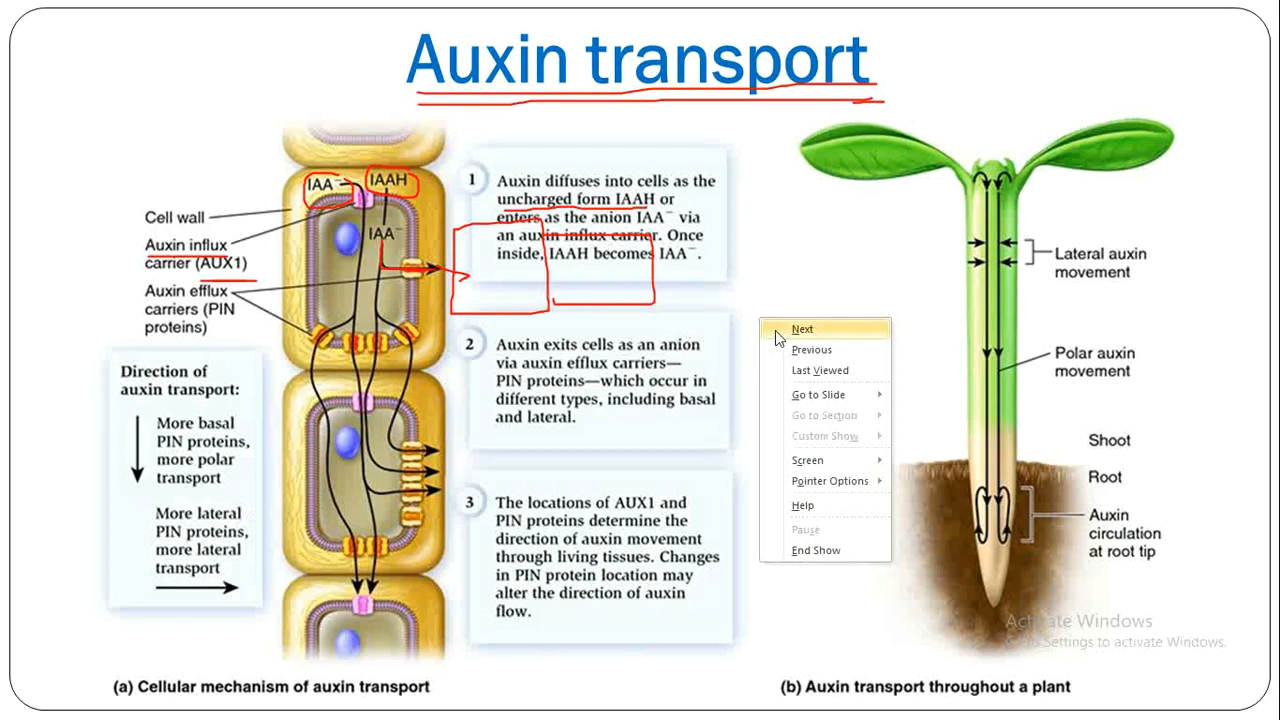 Auxin transport
IAA⁻
IAAH
IAA⁻
Cell wall
Auxin influx
carrier (AUX1)
Auxin efflux
carriers (PIN
proteins)
Direction of
auxin transport:
More basal
PIN proteins,
more polar
transport
More lateral
PIN proteins,
more lateral
transport
1
Auxin diffuses into cells as the
uncharged form IAAH or
enters as the anion IAA⁻ via
an auxin influx carrier. Once
inside, IAAH becomes IAA⁻.
2
Auxin exits cells as an anion
via auxin efflux carriers—
PIN proteins—which occur in
different types, including basal
and lateral.
3
The locations of AUX1 and
PIN proteins determine the
direction of auxin movement
through living tissues. Changes
in PIN protein location may
alter the direction of auxin
flow.
(a) Cellular mechanism of auxin transport
Next
Previous
Last Viewed
Go to Slide
Go to Section
Custom Show
Screen
Pointer Options
Help
Pause
End Show
Lateral auxin
movement
Polar auxin
movement
Shoot
Root
Auxin
circulation
at root tip
Activate Windows
Settings to activate Windows.
(b) Auxin transport throughout a plant